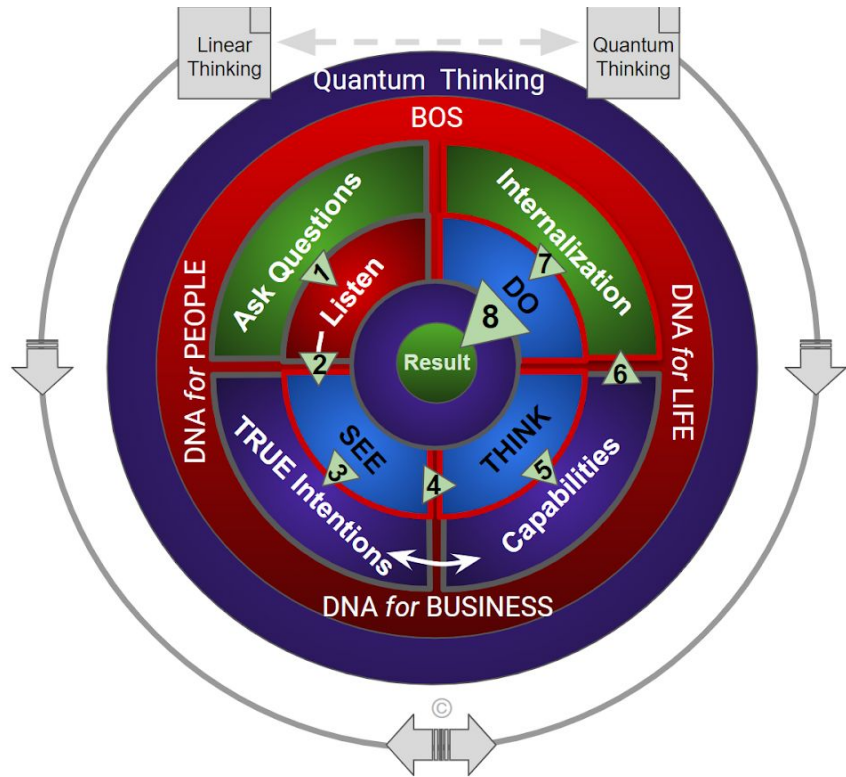 Linear
Thinking
Quantum
Thinking
Quantum Thinking
BOS
Ask Questions
Internalization
1
7
Listen
DO
8
DNA for PEOPLE
DNA for LIFE
2
Result
6
SEE
THINK
3
4
5
TRUE Intentions
Capabilities
DNA for BUSINESS
©